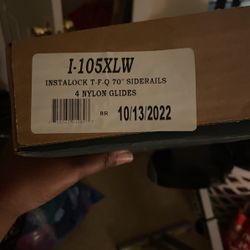 I-105XLW
INSTALOCK T-F-Q 70" SIDERAILS
4 NYLON GLIDES
BR 10/13/2022